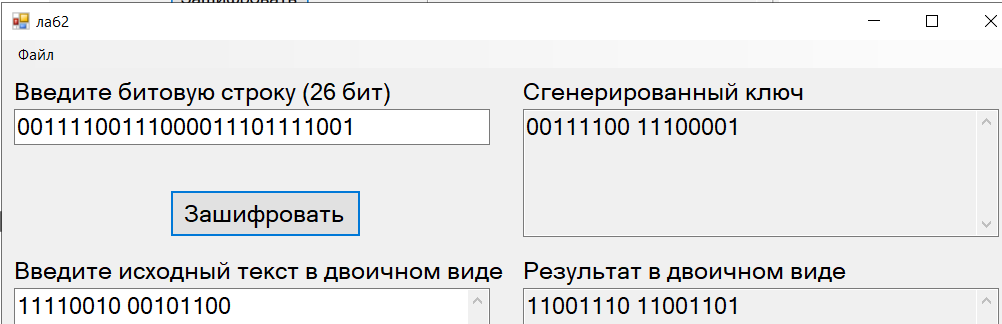 лаб2
Файл
Введите битовую строку (26 бит)
00111100111000011101111001
Сгенерированный ключ
00111100 11100001
Зашифровать
Введите исходный текст в двоичном виде
11110010 00101100
Результат в двоичном виде
11001110 11001101